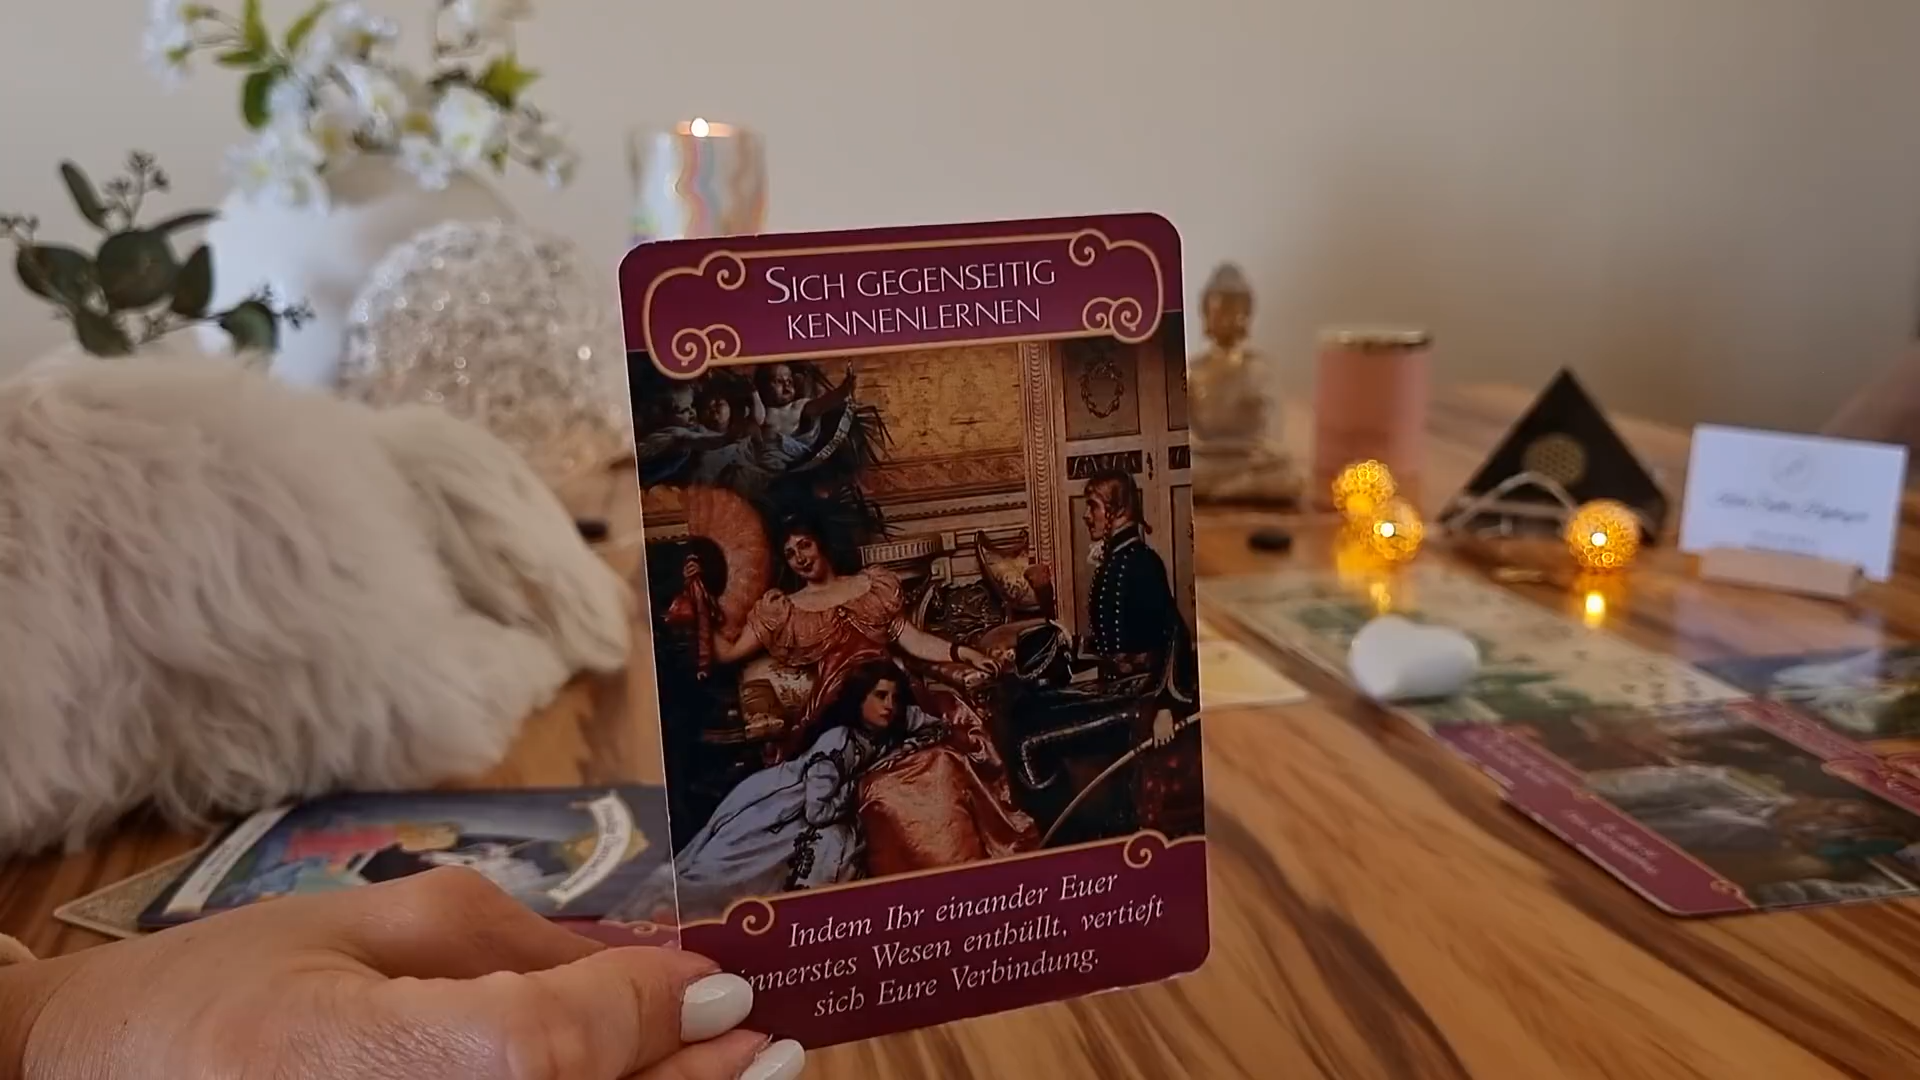 SICH GEGENSEITIG
KENNENLERNEN
Indem Ihr einander Euer
innerstes Wesen enthüllt, vertieft
sich Eure Verbindung.